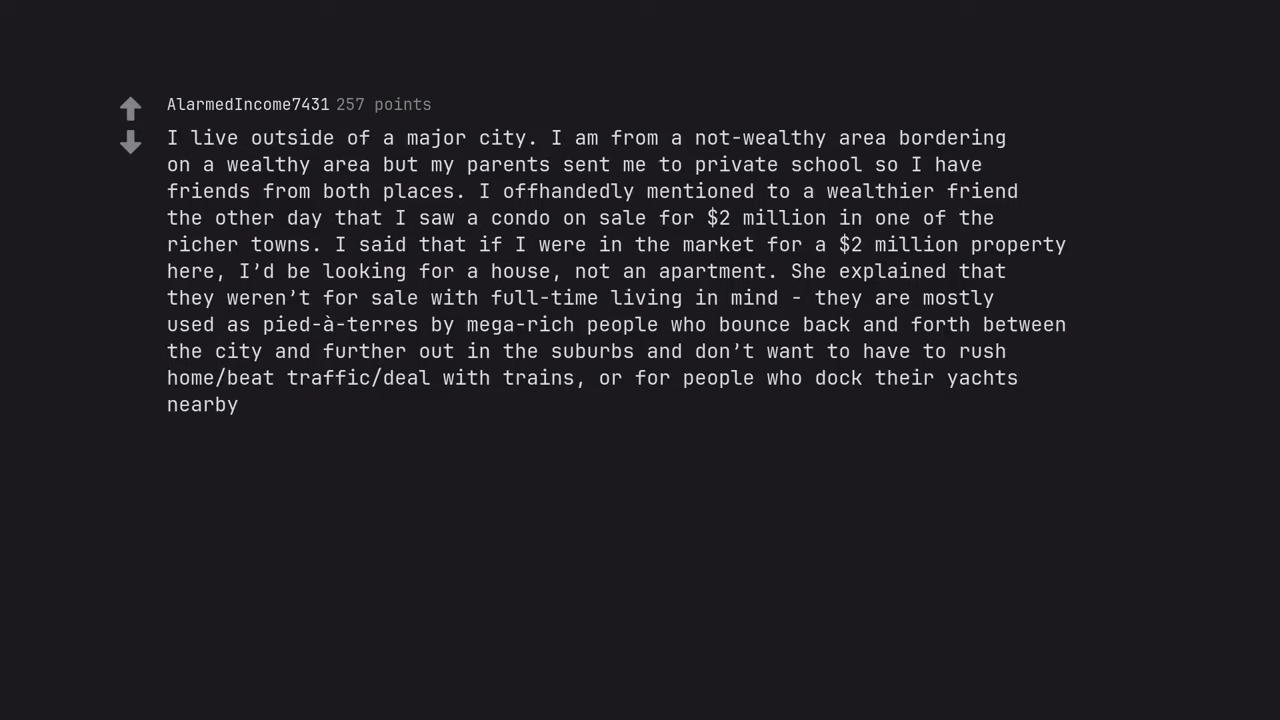 AlarmedIncome7431 257 points
I live outside of a major city. I am from a not-wealthy area bordering
on a wealthy area but my parents sent me to private school so I have
friends from both places. I offhandedly mentioned to a wealthier friend
the other day that I saw a condo on sale for $2 million in one of the
richer towns. I said that if I were in the market for a $2 million property
here, I’d be looking for a house, not an apartment. She explained that
they weren’t for sale with full-time living in mind - they are mostly
used as pied-à-terres by mega-rich people who bounce back and forth between
the city and further out in the suburbs and don’t want to have to rush
home/beat traffic/deal with trains, or for people who dock their yachts
nearby